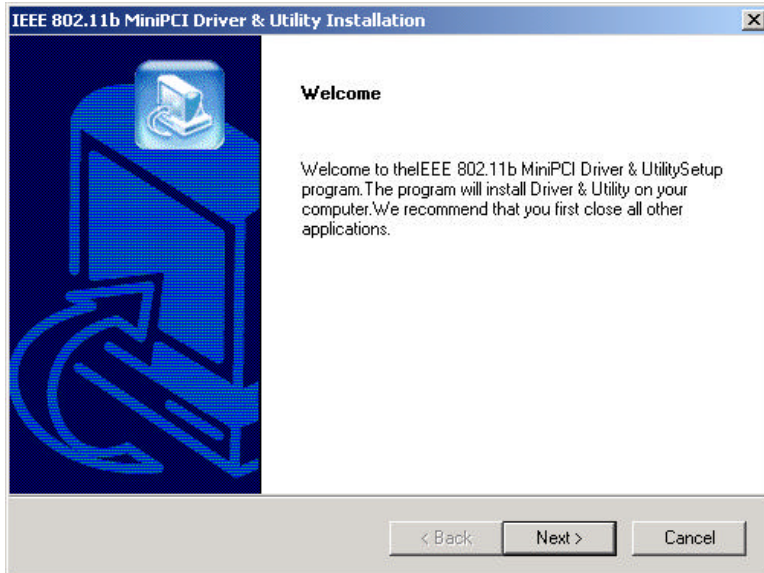 IEEE 802.11b MiniPCI Driver & Utility Installation
Welcome
Welcome to theIEEE 802.11b MiniPCI Driver & UtilitySetup
program.The program will install Driver & Utility on your
computer.We recommend that you first close all other
applications.
< Back
Next >
Cancel